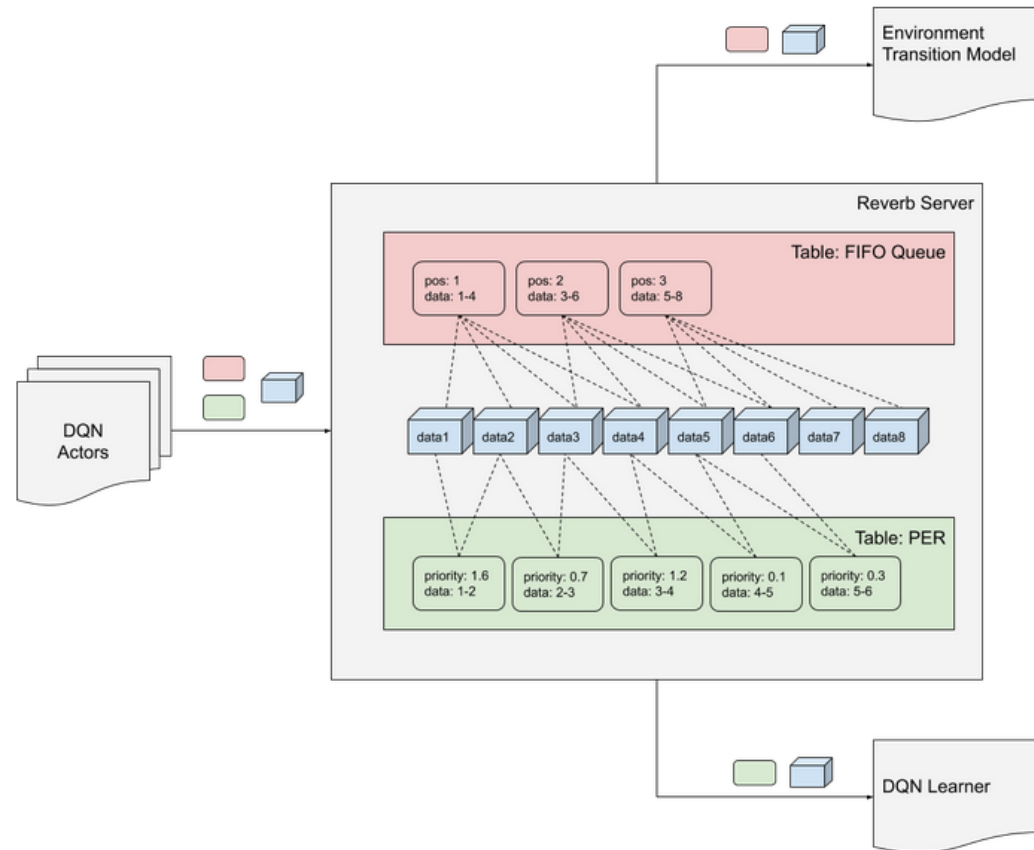 Environment
Transition Model
Reverb Server
Table: FIFO Queue
pos: 1
data: 1-4
pos: 2
data: 3-6
pos: 3
data: 5-8
DQN
Actors
data1
data2
data3
data4
data5
data6
data7
data8
Table: PER
priority: 1.6
data: 1-2
priority: 0.7
data: 2-3
priority: 1.2
data: 3-4
priority: 0.1
data: 4-5
priority: 0.3
data: 5-6
DQN Learner